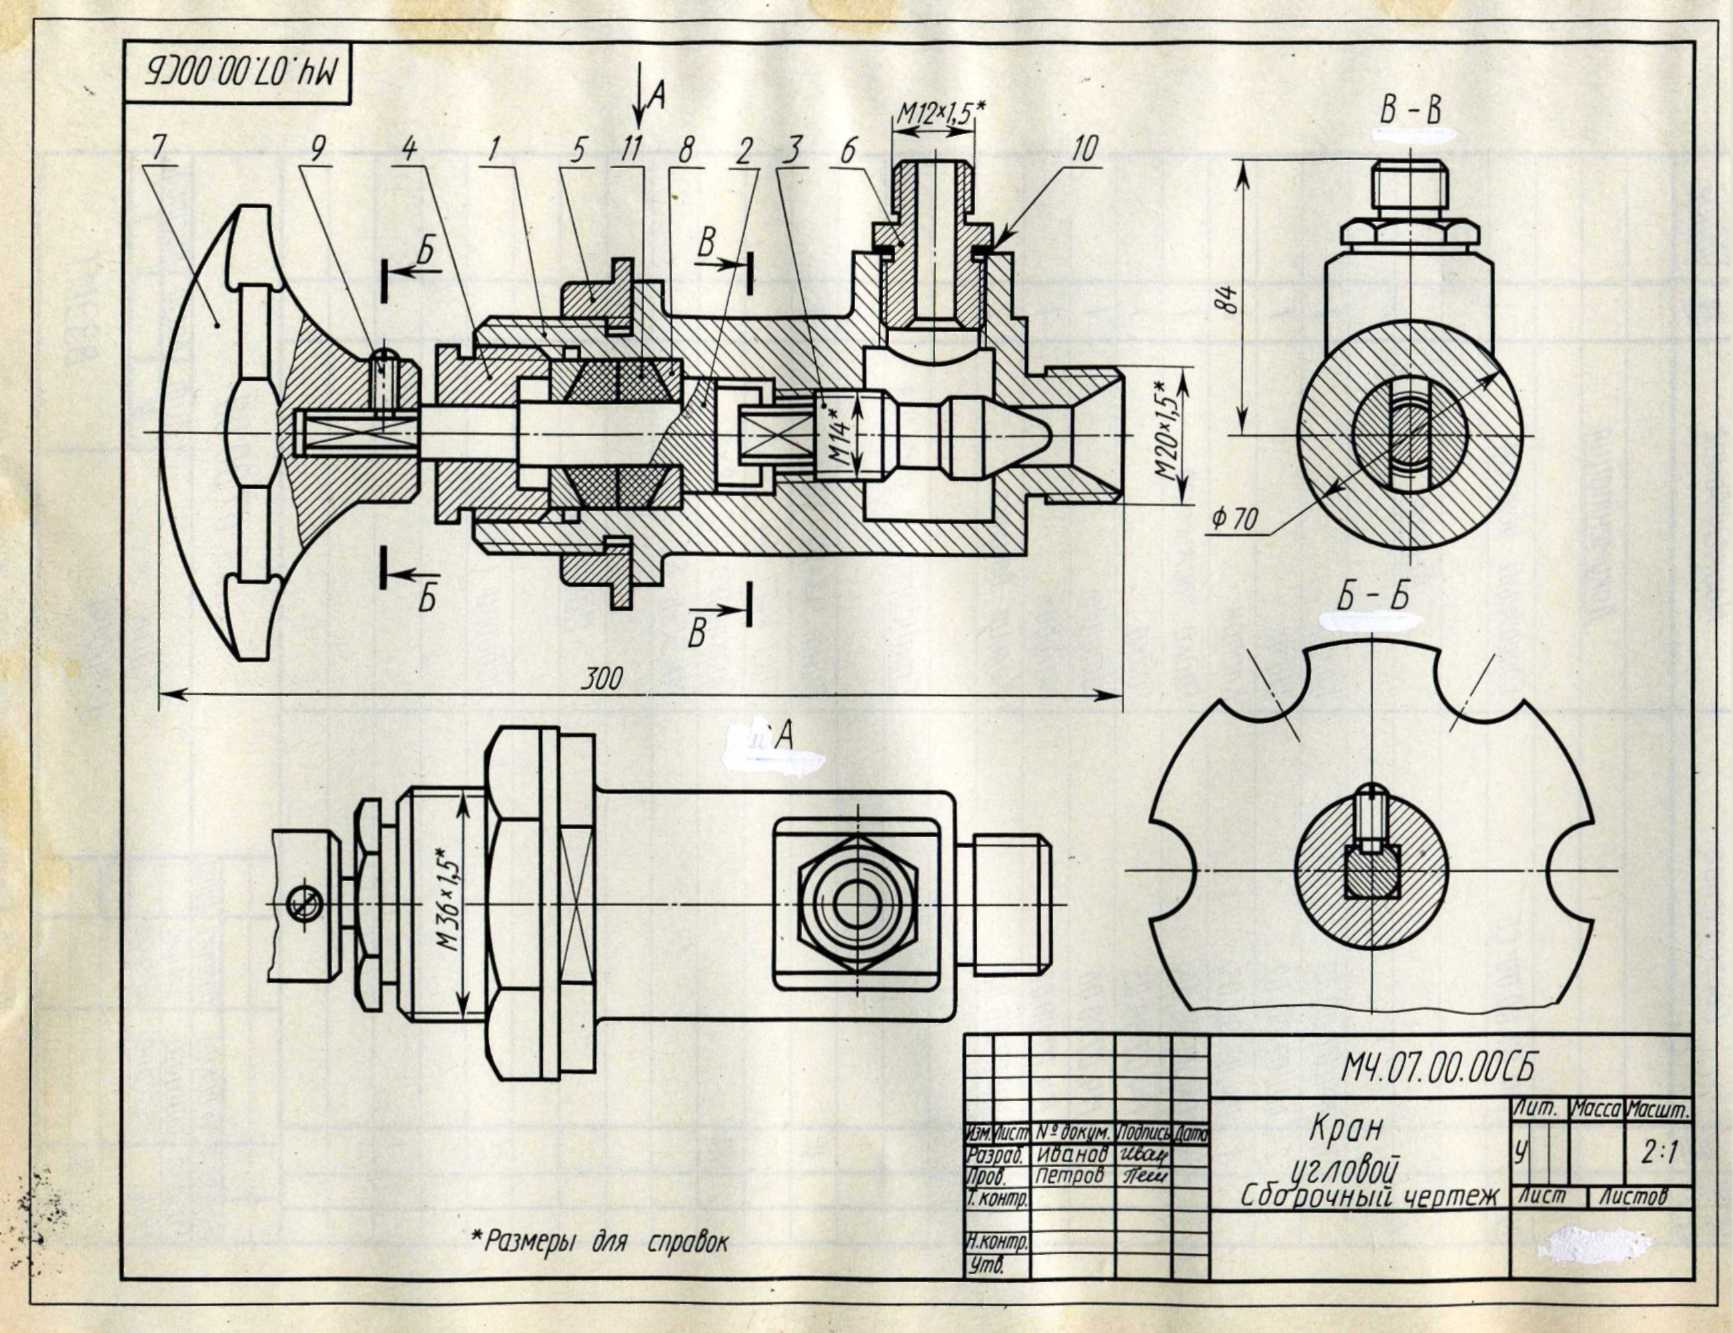 МЧ.07.00.00СБ
А
М12×1,5*
В - В
7 9 4 1 5 11 8 2 3 6 10
Б
В
84
М14*
М20×1,5*
ф70
Б
В
Б - Б
300
А
М36×1,5*
МЧ.07.00.00СБ
Кран
угловой
Сборочный чертеж
Лит. Масса Масшт.
У 2:1
Лист Листов
Изм. Лист № докум. Подпись Дата
Разраб. Иванов Иван
Пров. Петров
Т. контр.
Н.контр.
Утв.
*Размеры для справок